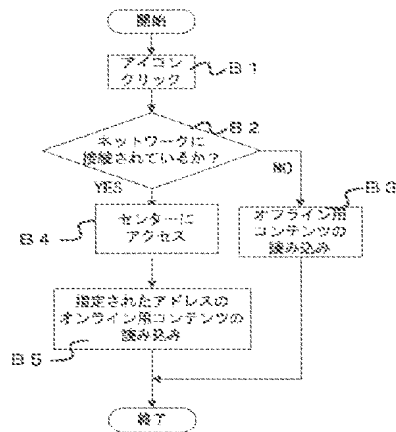 開始
アイコン
クリック
B1
B2
ネットワークに
接続されているか？
YES
NO
B3
オフライン用
コンテンツの
読み込み
B4
センターに
アクセス
指定されたアドレスの
オンライン用コンテンツの
読み込み
B5
終了